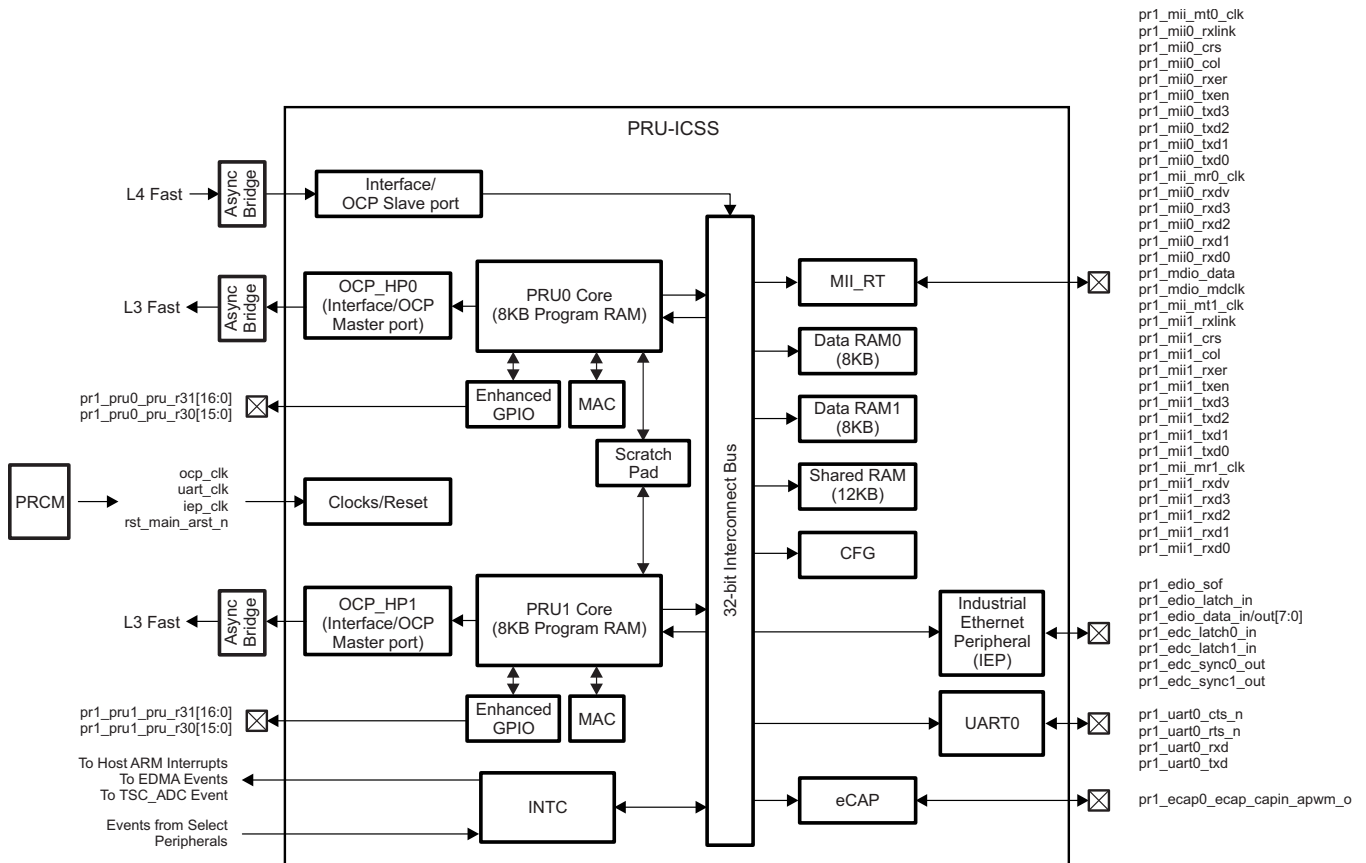 PRU-ICSS
L4 Fast
Async
Bridge
Interface/
OCP Slave port
L3 Fast
Async
Bridge
OCP_HP0
(Interface/OCP
Master port)
PRU0 Core
(8KB Program RAM)
Enhanced
GPIO
MAC
pr1_pru0_pru_r31[16:0]
pr1_pru0_pru_r30[15:0]
Scratch
Pad
PRCM
ocp_clk
uart_clk
iep_clk
rst_main_arst_n
Clocks/Reset
L3 Fast
Async
Bridge
OCP_HP1
(Interface/OCP
Master port)
PRU1 Core
(8KB Program RAM)
Enhanced
GPIO
MAC
pr1_pru1_pru_r31[16:0]
pr1_pru1_pru_r30[15:0]
To Host ARM Interrupts
To EDMA Events
To TSC_ADC Event
Events from Select
Peripherals
INTC
32-bit Interconnect Bus
MII_RT
Data RAM0
(8KB)
Data RAM1
(8KB)
Shared RAM
(12KB)
CFG
Industrial
Ethernet
Peripheral
(IEP)
UART0
eCAP
pr1_mii_mt0_clk
pr1_mii0_rxlink
pr1_mii0_crs
pr1_mii0_col
pr1_mii0_rxer
pr1_mii0_txen
pr1_mii0_txd3
pr1_mii0_txd2
pr1_mii0_txd1
pr1_mii0_txd0
pr1_mii_mr0_clk
pr1_mii0_rxdv
pr1_mii0_rxd3
pr1_mii0_rxd2
pr1_mii0_rxd1
pr1_mii0_rxd0
pr1_mdio_data
pr1_mdio_mdclk
pr1_mii_mt1_clk
pr1_mii1_rxlink
pr1_mii1_crs
pr1_mii1_col
pr1_mii1_rxer
pr1_mii1_txen
pr1_mii1_txd3
pr1_mii1_txd2
pr1_mii1_txd1
pr1_mii1_txd0
pr1_mii_mr1_clk
pr1_mii1_rxdv
pr1_mii1_rxd3
pr1_mii1_rxd2
pr1_mii1_rxd1
pr1_mii1_rxd0
pr1_edio_sof
pr1_edio_latch_in
pr1_edio_data_in/out[7:0]
pr1_edc_latch0_in
pr1_edc_latch1_in
pr1_edc_sync0_out
pr1_edc_sync1_out
pr1_uart0_cts_n
pr1_uart0_rts_n
pr1_uart0_rxd
pr1_uart0_txd
pr1_ecap0_ecap_capin_apwm_o